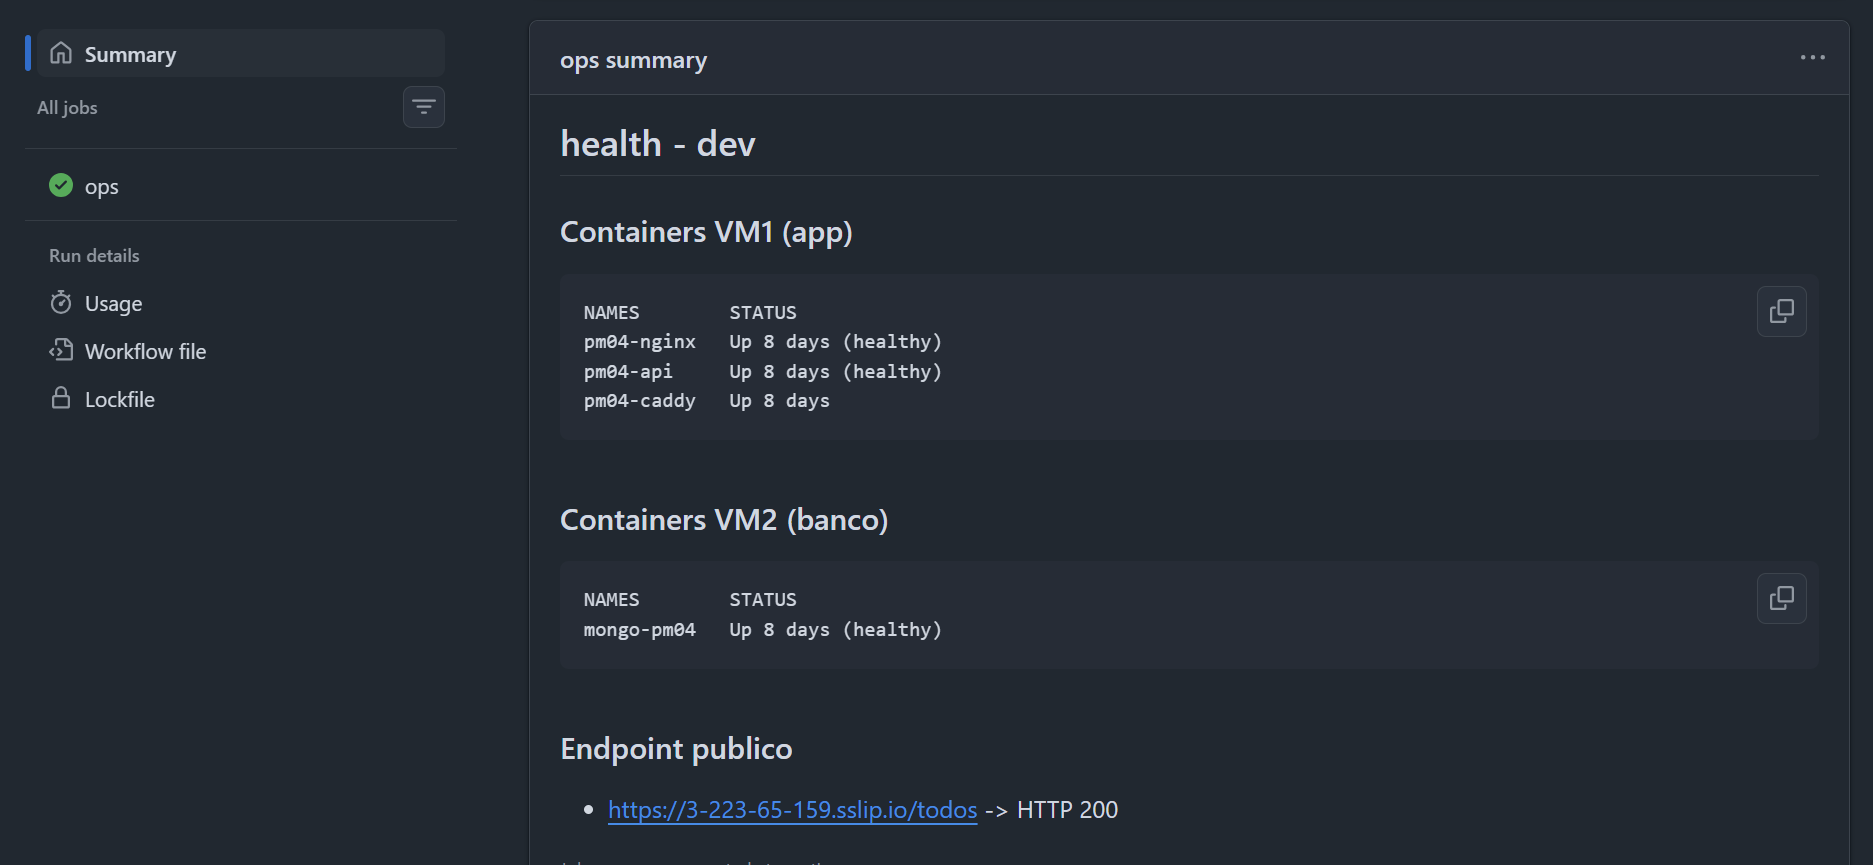 Summary
All jobs
ops
Run details
Usage
Workflow file
Lockfile
ops summary
health - dev
Containers VM1 (app)
NAMES STATUS
pm04-nginx Up 8 days (healthy)
pm04-api Up 8 days (healthy)
pm04-caddy Up 8 days
Containers VM2 (banco)
NAMES STATUS
mongo-pm04 Up 8 days (healthy)
Endpoint publico
https://3-223-65-159.sslip.io/todos -> HTTP 200